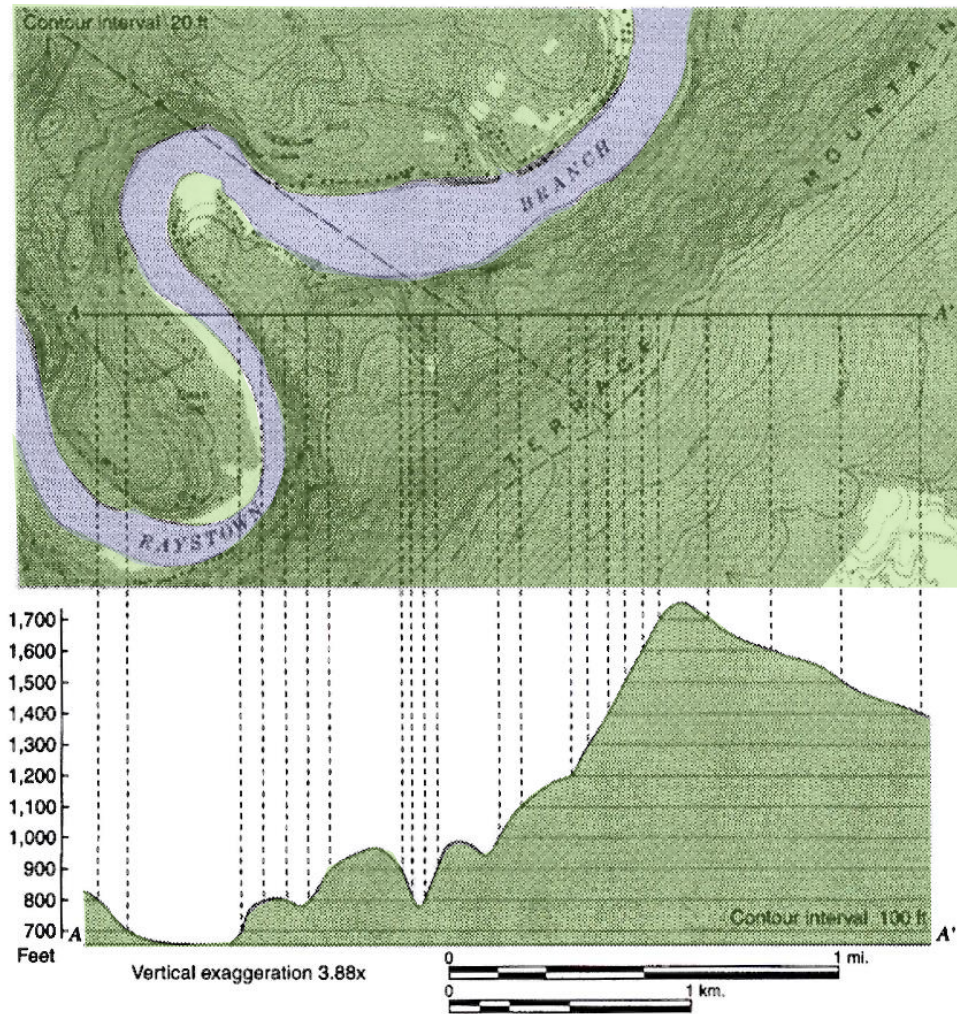 Contour interval 20 ft
MOUNTAIN
BRANCH
A
A'
TERRACE
RAYSTOWN
1,700
1,600
1,500
1,400
1,300
1,200
1,100
1,000
900
800
700
Feet
A
Contour interval 100 ft
A'
Vertical exaggeration 3.88x
0
1 mi.
0
1 km.